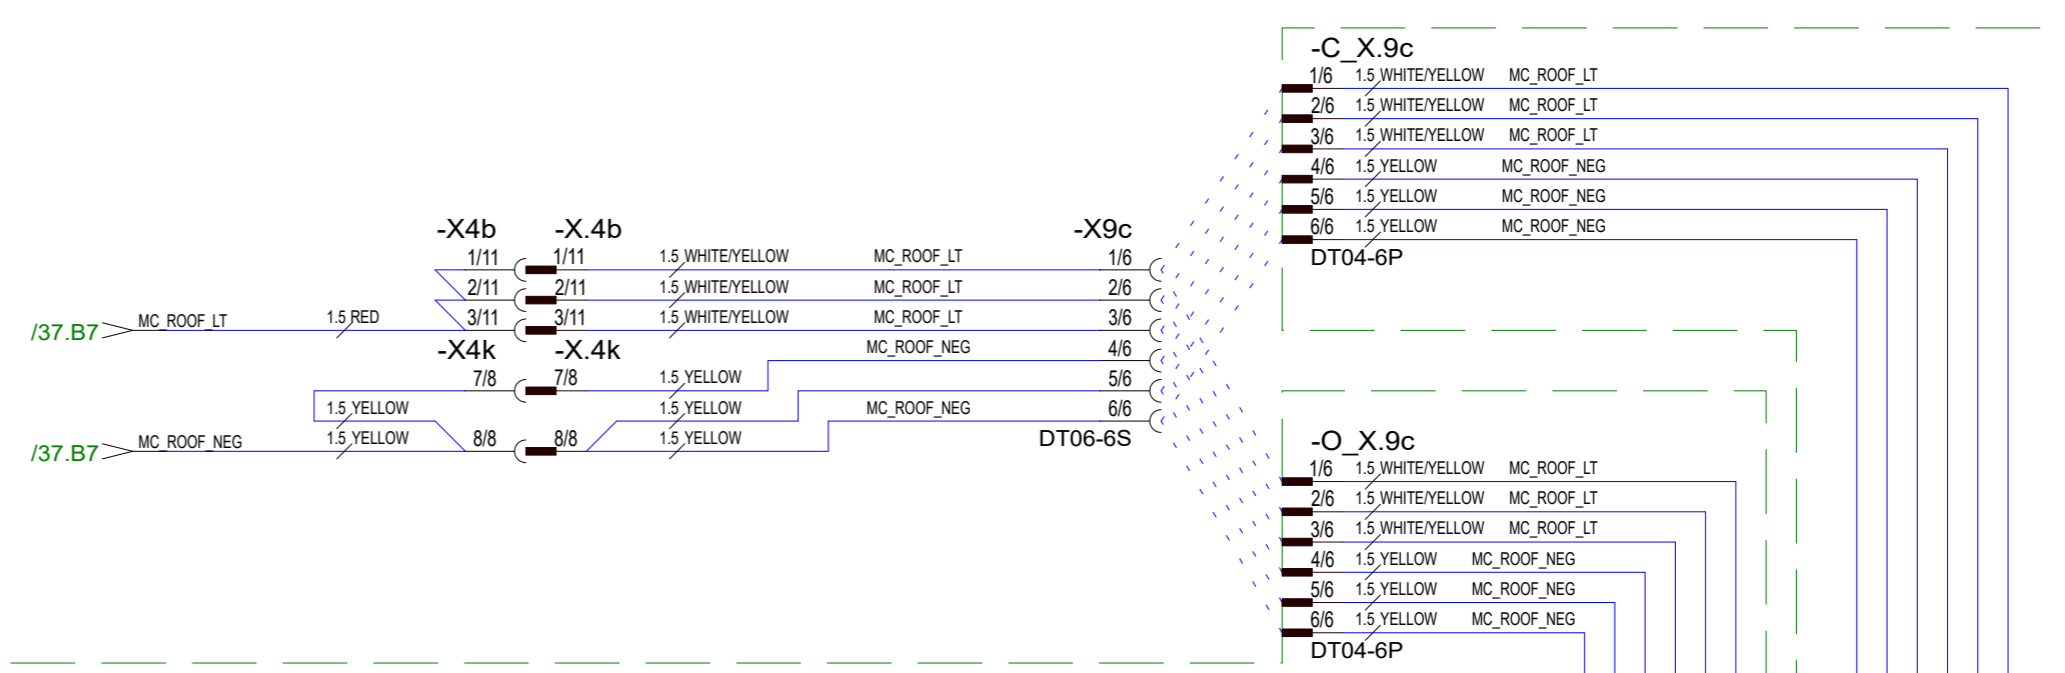 -C_X.9c
1/6 1.5 WHITE/YELLOW MC_ROOF_LT
2/6 1.5 WHITE/YELLOW MC_ROOF_LT
3/6 1.5 WHITE/YELLOW MC_ROOF_LT
4/6 1.5 YELLOW MC_ROOF_NEG
5/6 1.5 YELLOW MC_ROOF_NEG
6/6 1.5 YELLOW MC_ROOF_NEG
DT04-6P
-X4b -X.4b -X9c
1/11 1/11 1.5 WHITE/YELLOW MC_ROOF_LT 1/6
2/11 2/11 1.5 WHITE/YELLOW MC_ROOF_LT 2/6
/37.B7 MC_ROOF_LT 1.5 RED 3/11 3/11 1.5 WHITE/YELLOW MC_ROOF_LT 3/6
-X4k -X.4k MC_ROOF_NEG 4/6
7/8 7/8 1.5 YELLOW 5/6
1.5 YELLOW 1.5 YELLOW MC_ROOF_NEG 6/6
/37.B7 MC_ROOF_NEG 1.5 YELLOW 8/8 8/8 1.5 YELLOW DT06-6S
-O_X.9c
1/6 1.5 WHITE/YELLOW MC_ROOF_LT
2/6 1.5 WHITE/YELLOW MC_ROOF_LT
3/6 1.5 WHITE/YELLOW MC_ROOF_LT
4/6 1.5 YELLOW MC_ROOF_NEG
5/6 1.5 YELLOW MC_ROOF_NEG
6/6 1.5 YELLOW MC_ROOF_NEG
DT04-6P